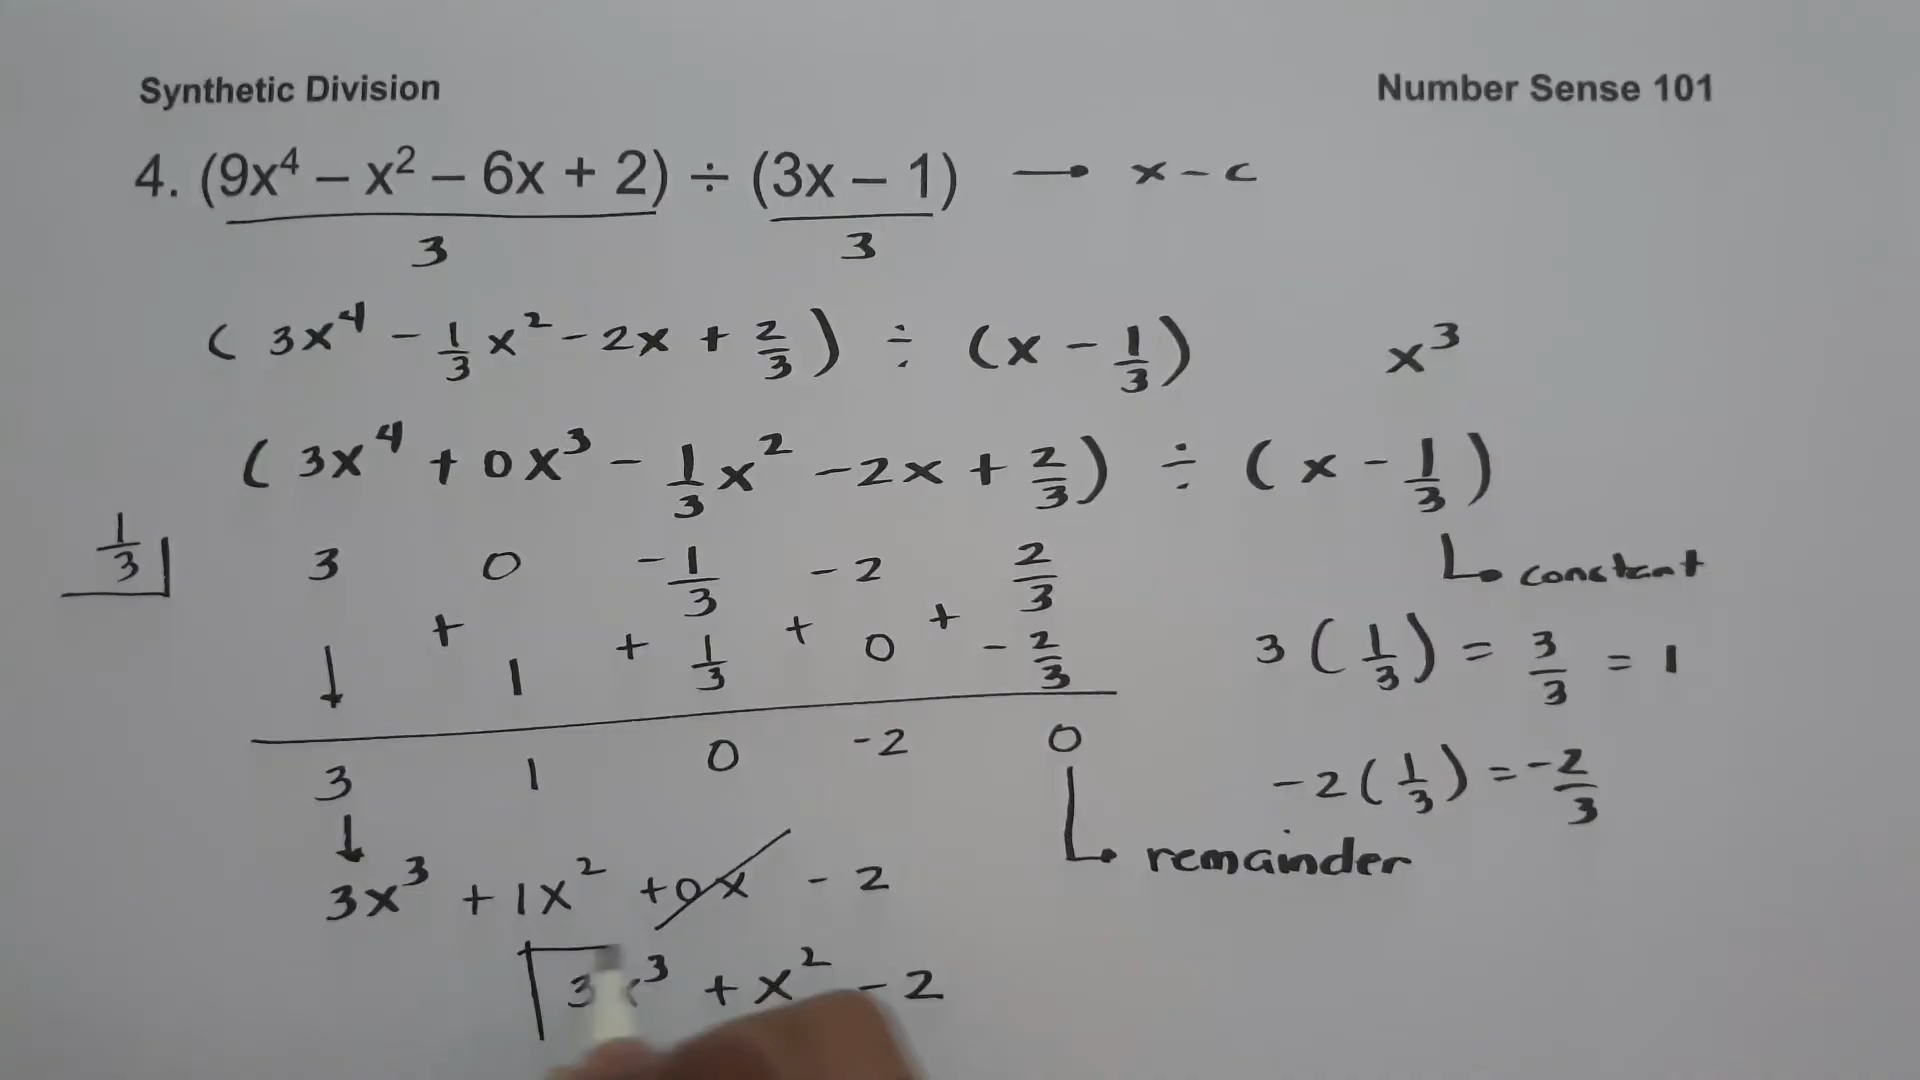 Synthetic Division
Number Sense 101
4. (9x⁴ – x² – 6x + 2) ÷ (3x – 1) → x - c
3 3
( 3x⁴ - 1/3 x² - 2x + 2/3 ) ÷ (x - 1/3) x³
( 3x⁴ + 0x³ - 1/3 x² - 2x + 2/3 ) ÷ ( x - 1/3 )
1/3 3 0 - 1/3 - 2 2/3
constant
+ 1 + 1/3 + 0 + - 2/3
3 ( 1/3 ) = 3/3 = 1
3 1 0 -2 0
-2 ( 1/3 ) = - 2/3
remainder
3x³ + 1x² + 0x - 2
3x³ + x² - 2